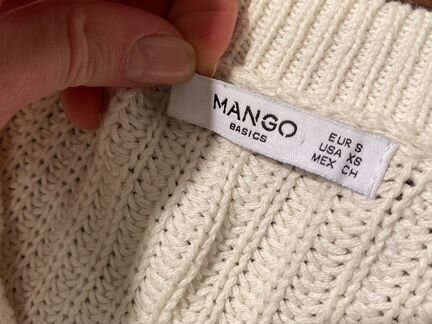 MANGO
BASICS
EUR S
USA XS
MEX CH